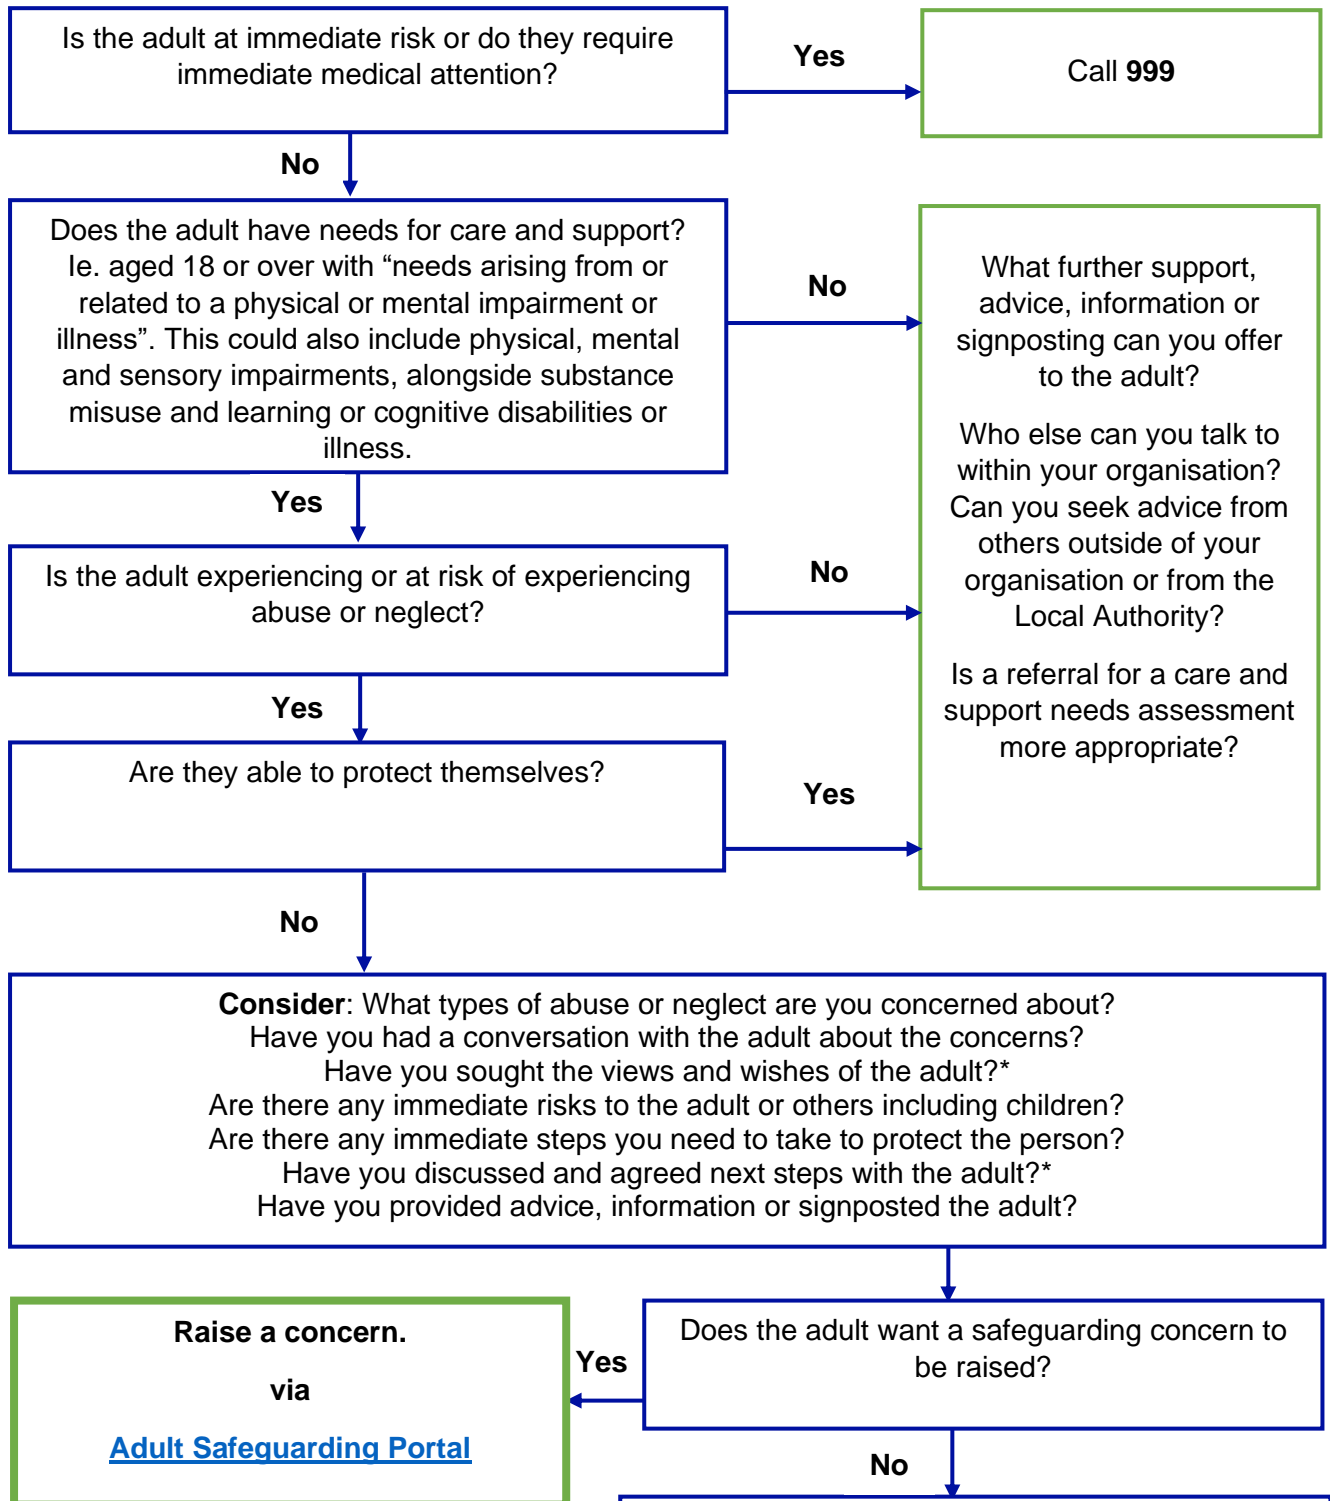 Is the adult at immediate risk or do they require
immediate medical attention?
Yes
Call 999
No
Does the adult have needs for care and support?
Ie. aged 18 or over with “needs arising from or
related to a physical or mental impairment or
illness”. This could also include physical, mental
and sensory impairments, alongside substance
misuse and learning or cognitive disabilities or
illness.
No
What further support,
advice, information or
signposting can you offer
to the adult?
Who else can you talk to
within your organisation?
Can you seek advice from
others outside of your
organisation or from the
Local Authority?
Is a referral for a care and
support needs assessment
more appropriate?
Yes
Is the adult experiencing or at risk of experiencing
abuse or neglect?
No
Yes
Are they able to protect themselves?
Yes
No
Consider: What types of abuse or neglect are you concerned about?
Have you had a conversation with the adult about the concerns?
Have you sought the views and wishes of the adult?*
Are there any immediate risks to the adult or others including children?
Are there any immediate steps you need to take to protect the person?
Have you discussed and agreed next steps with the adult?*
Have you provided advice, information or signposted the adult?
Does the adult want a safeguarding concern to
be raised?
Yes
Raise a concern.
via
Adult Safeguarding Portal
No